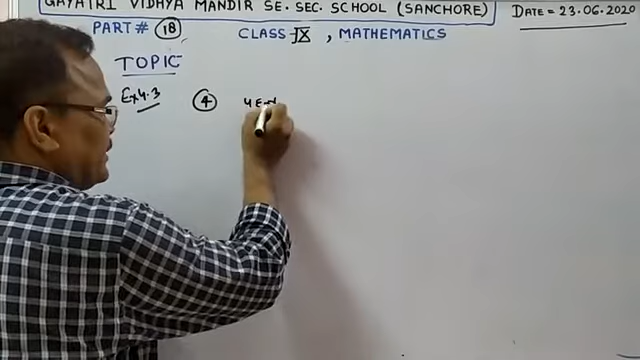 GAYATRI VIDHYA MANDIR SE. SEC. SCHOOL (SANCHORE) DATE = 23.06.2020
PART # 18 CLASS IX, MATHEMATICS
TOPIC
Ex 4.3 4